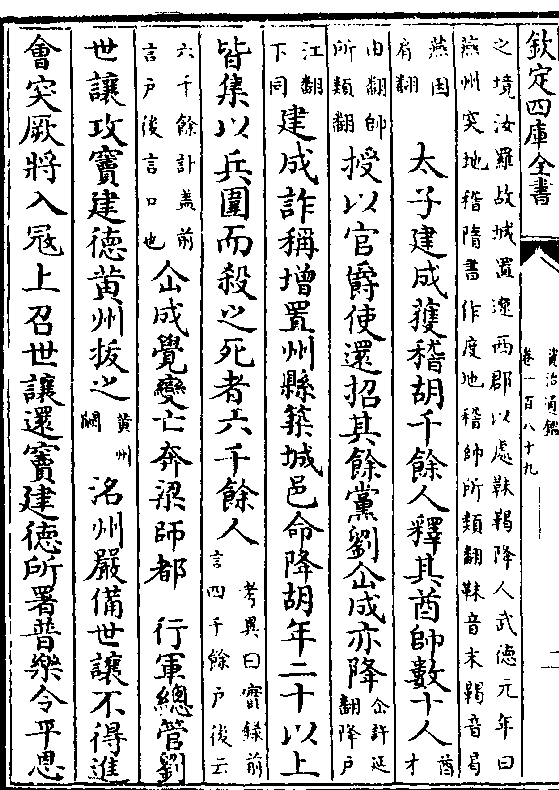 欽定四庫全書
資治通鑑
卷一百八十九
二
之境汝羅故城置遼西郡以處靺鞨降人武德元年曰
燕州突地稽隋書作度地稽帥所類翻靺音末鞨音曷
燕因
肩翻
太子建成獲稽胡千餘人釋其酋帥數十人
酋
才
由翻帥
所類翻
授以官爵使還招其餘黨劉仚成亦降
仚許延
翻降戶
江翻
下同
建成詐稱增置州縣築城邑命降胡年二十以上
皆集以兵圍而殺之死者六千餘人
考異曰實錄前
言四千餘戶後云
六千餘計蓋前
言戶後言口也
仚成覺變亡奔梁師都
行軍總管劉
世讓攻竇建德黄州拔之
黄州
闕
洺州嚴備世讓不得進
會突厥將入寇上召世讓還竇建德所署普樂令平恩